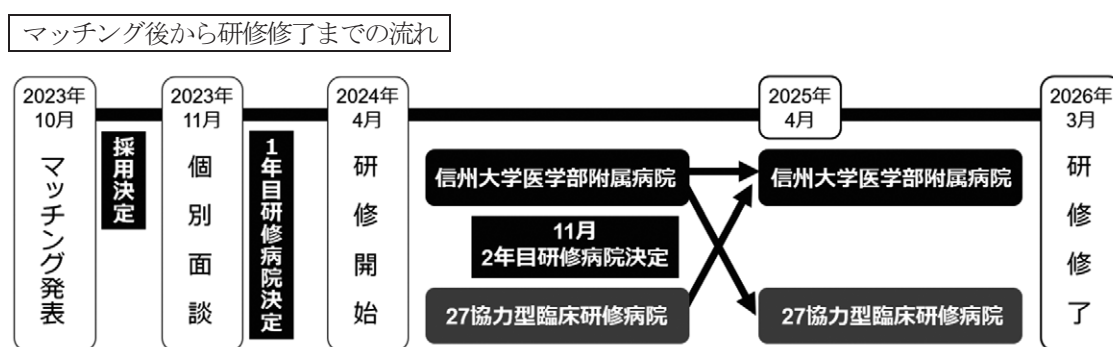 マッチング後から研修修了までの流れ
2023年
10月
マッチング発表
採用決定
2023年
11月
個別面談
1年目研修病院決定
2024年
4月
研修開始
信州大学医学部附属病院
11月
2年目研修病院決定
27協力型臨床研修病院
2025年
4月
信州大学医学部附属病院
27協力型臨床研修病院
2026年
3月
研修修了